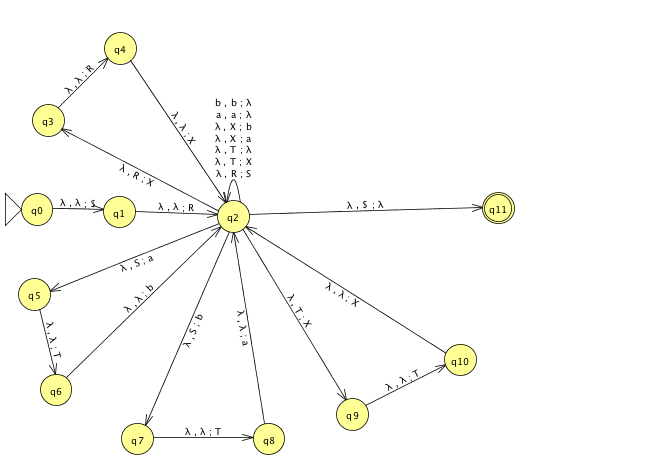 q4
λ , λ ; R
q3
b , b ; λ
a , a ; λ
λ , X ; b
λ , X ; a
λ , T ; λ
λ , T ; X
λ , R ; S
λ , λ ; X
λ , R ; X
q0
λ , λ ; $
q1
λ , λ ; R
q2
λ , S ; λ
q11
λ , S ; a
q5
λ , λ ; b
λ , λ ; T
q6
λ , S ; b
λ , λ ; a
λ , T ; X
λ , λ ; X
q10
λ , λ ; T
q9
q7
λ , λ ; T
q8